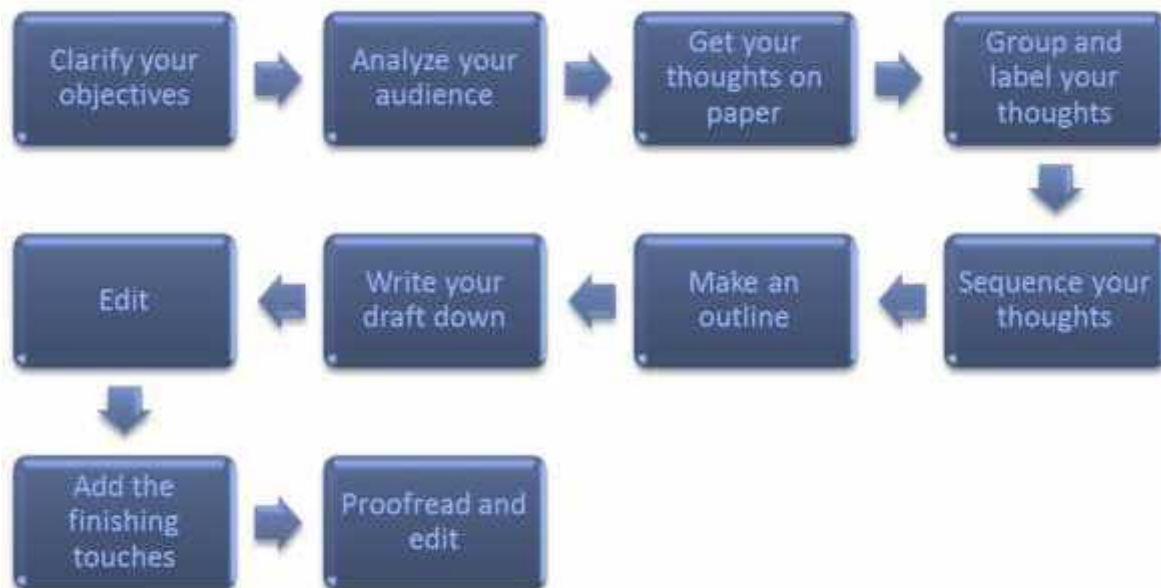 Clarify your
objectives
Analyze your
audience
Get your
thoughts on
paper
Group and
label your
thoughts
Sequence your
thoughts
Make an
outline
Write your
draft down
Edit
Add the
finishing
touches
Proofread and
edit